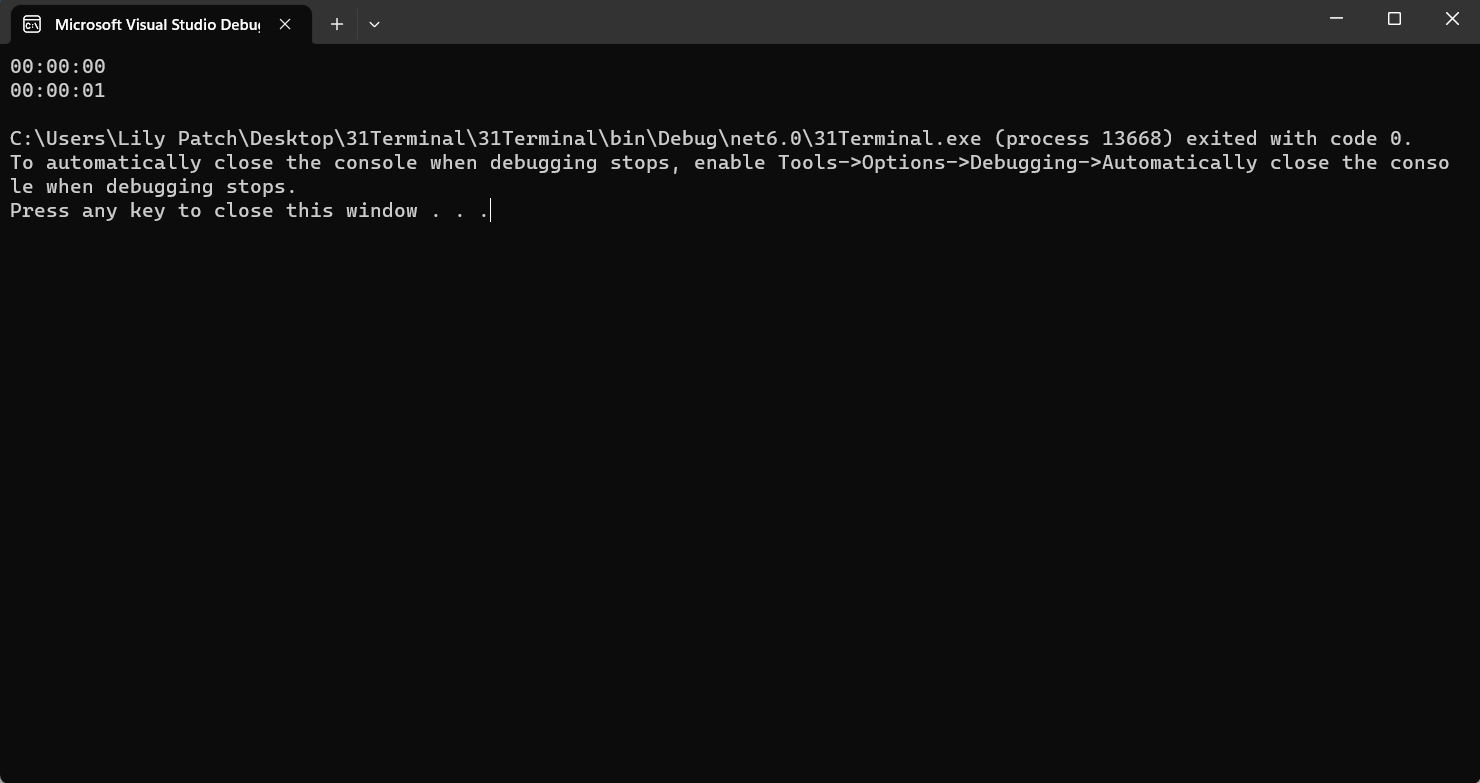 Microsoft Visual Studio Debu
00:00:00
00:00:01
C:\Users\Lily Patch\Desktop\31Terminal\31Terminal\bin\Debug\net6.0\31Terminal.exe (process 13668) exited with code 0.
To automatically close the console when debugging stops, enable Tools->Options->Debugging->Automatically close the conso
le when debugging stops.
Press any key to close this window . . .